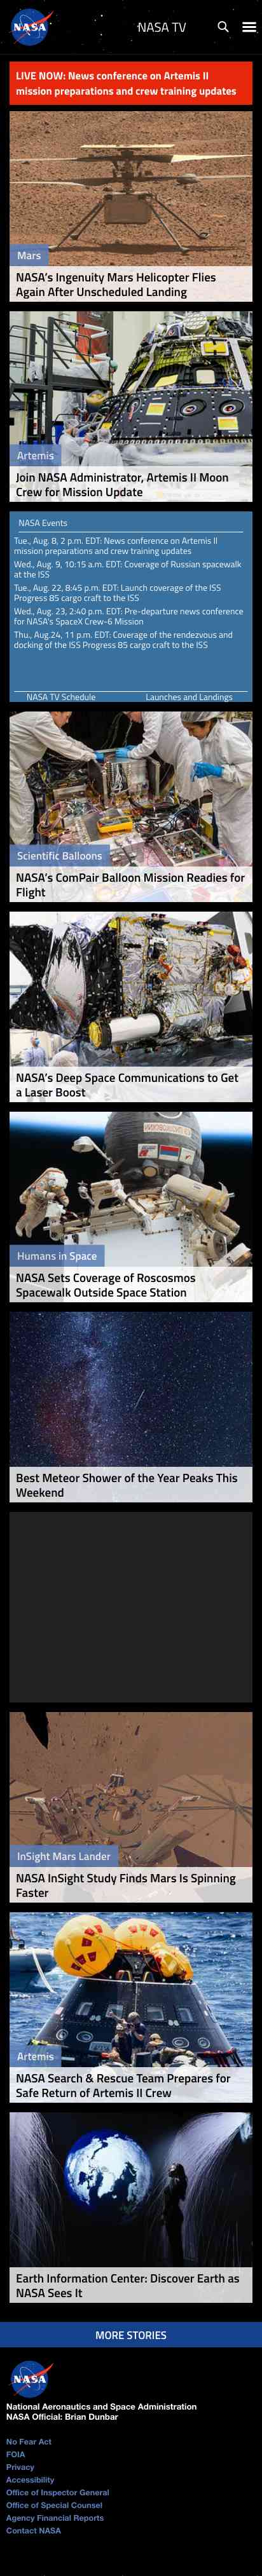 NASA
NASA TV
LIVE NOW: News conference on Artemis II
mission preparations and crew training updates
Mars
NASA's Ingenuity Mars Helicopter Flies
Again After Unscheduled Landing
Artemis
Join NASA Administrator, Artemis II Moon
Crew for Mission Update
NASA Events
Tue., Aug. 8, 2 p.m. EDT: News conference on Artemis II
mission preparations and crew training updates
Wed., Aug. 9, 10:15 a.m. EDT: Coverage of Russian spacewalk
at the ISS
Tue., Aug. 22, 8:45 p.m. EDT: Launch coverage of the ISS
Progress 85 cargo craft to the ISS
Wed., Aug. 23, 2:40 p.m. EDT: Pre-departure news conference
for NASA's SpaceX Crew-6 Mission
Thu., Aug.24, 11 p.m. EDT: Coverage of the rendezvous and
docking of the ISS Progress 85 cargo craft to the ISS
NASA TV Schedule
Launches and Landings
Scientific Balloons
NASA's ComPair Balloon Mission Readies for
Flight
NASA's Deep Space Communications to Get
a Laser Boost
Humans in Space
NASA Sets Coverage of Roscosmos
Spacewalk Outside Space Station
Best Meteor Shower of the Year Peaks This
Weekend
InSight Mars Lander
NASA InSight Study Finds Mars Is Spinning
Faster
Artemis
NASA Search & Rescue Team Prepares for
Safe Return of Artemis II Crew
Earth Information Center: Discover Earth as
NASA Sees It
MORE STORIES
NASA
National Aeronautics and Space Administration
NASA Official: Brian Dunbar
No Fear Act
FOIA
Privacy
Accessibility
Office of Inspector General
Office of Special Counsel
Agency Financial Reports
Contact NASA